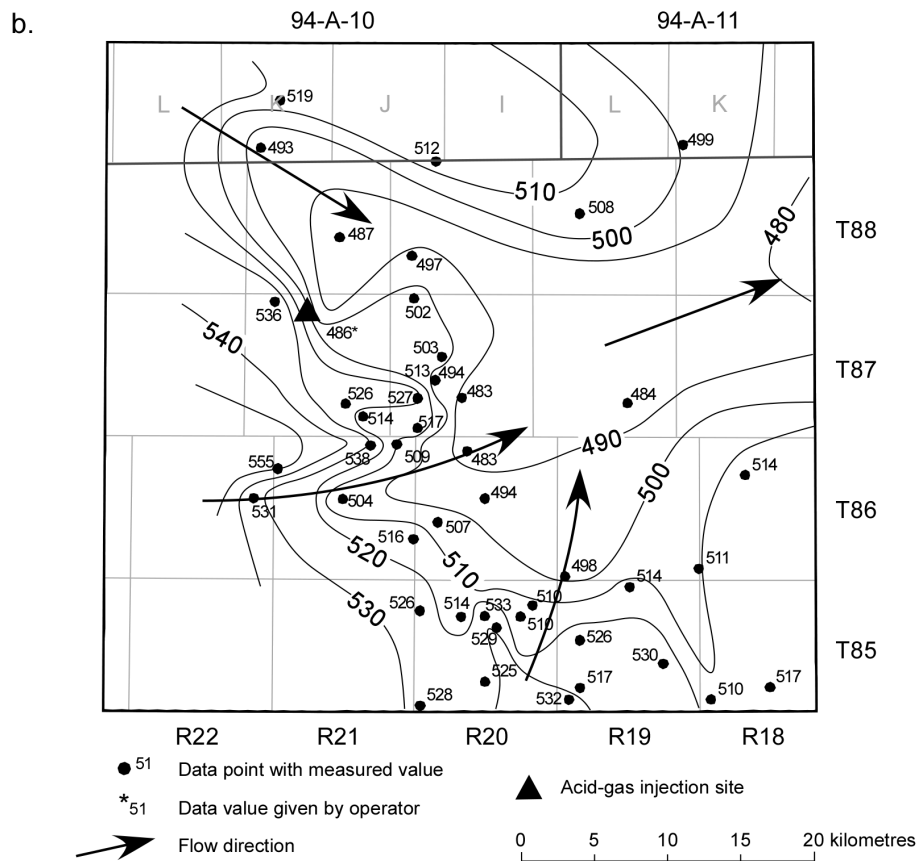 b.
94-A-10 94-A-11
L K J I L K
519
493
512
499
510
508
500
480
T88
487
497
536
486*
502
540
503
T87
513 494
526 527 483
484
514
517
490
538 509 483
555
514
500
531 504
494
T86
507
516
520 510 498
511
514
530
526 514 533 510
510
529
526
T85
530
525
517
517
532
510
528
R22 R21 R20 R19 R18
51 Data point with measured value
*51 Data value given by operator
Flow direction
Acid-gas injection site
0 5 10 15 20 kilometres